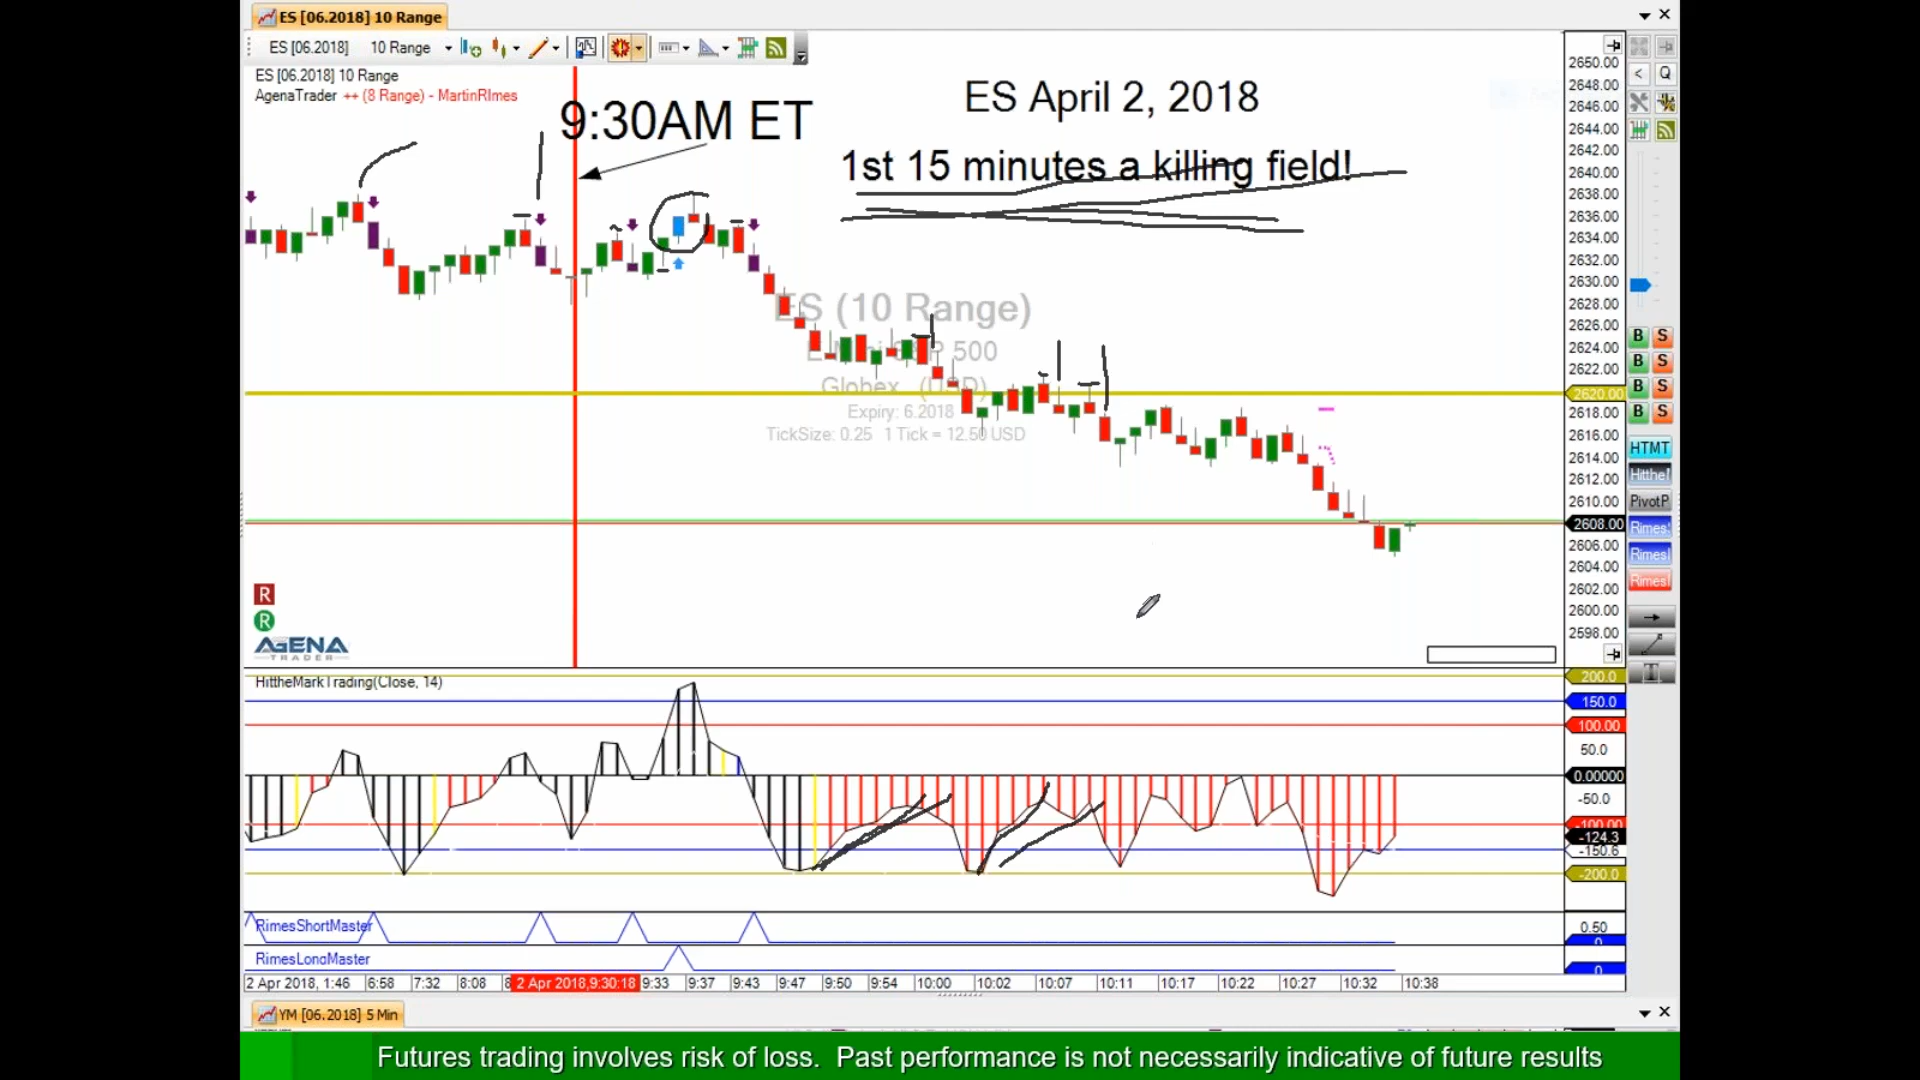 ES [06.2018] 10 Range
ES [06.2018] 10 Range
ES [06.2018] 10 Range
AgenaTrader ++ (8 Range) - MartinRImes
9:30AM ET
ES April 2, 2018
1st 15 minutes a killing field!
ES (10 Range)
500
Globex (USD)
Expiry: 6.2018
TickSize: 0.25 1 Tick = 12.50 USD
2650.00
2648.00
2646.00
2644.00
2642.00
2640.00
2638.00
2636.00
2634.00
2632.00
2630.00
2628.00
2626.00
2624.00
2622.00
2620.00
2618.00
2616.00
2614.00
2612.00
2610.00
2608.00
2606.00
2604.00
2602.00
2600.00
2598.00
< Q
B S
B S
B S
B S
HTMT
HittheI
PivotP
Rimes
Rimesl
Rimesl
T
R
R
AGENA
TRADER
HittheMarkTrading(Close, 14)
200.0
150.0
100.00
50.0
0.00000
-50.0
-100.00
-124.3
-150.6
-200.0
RimesShortMaster
0.50
0
RimesLongMaster
0
2 Apr 2018, 1:46 6:58 7:32 8:08 8 2 Apr 2018,9:30:18 9:33 9:37 9:43 9:47 9:50 9:54 10:00 10:02 10:07 10:11 10:17 10:22 10:27 10:32 10:38
YM [06.2018] 5 Min
Futures trading involves risk of loss. Past performance is not necessarily indicative of future results